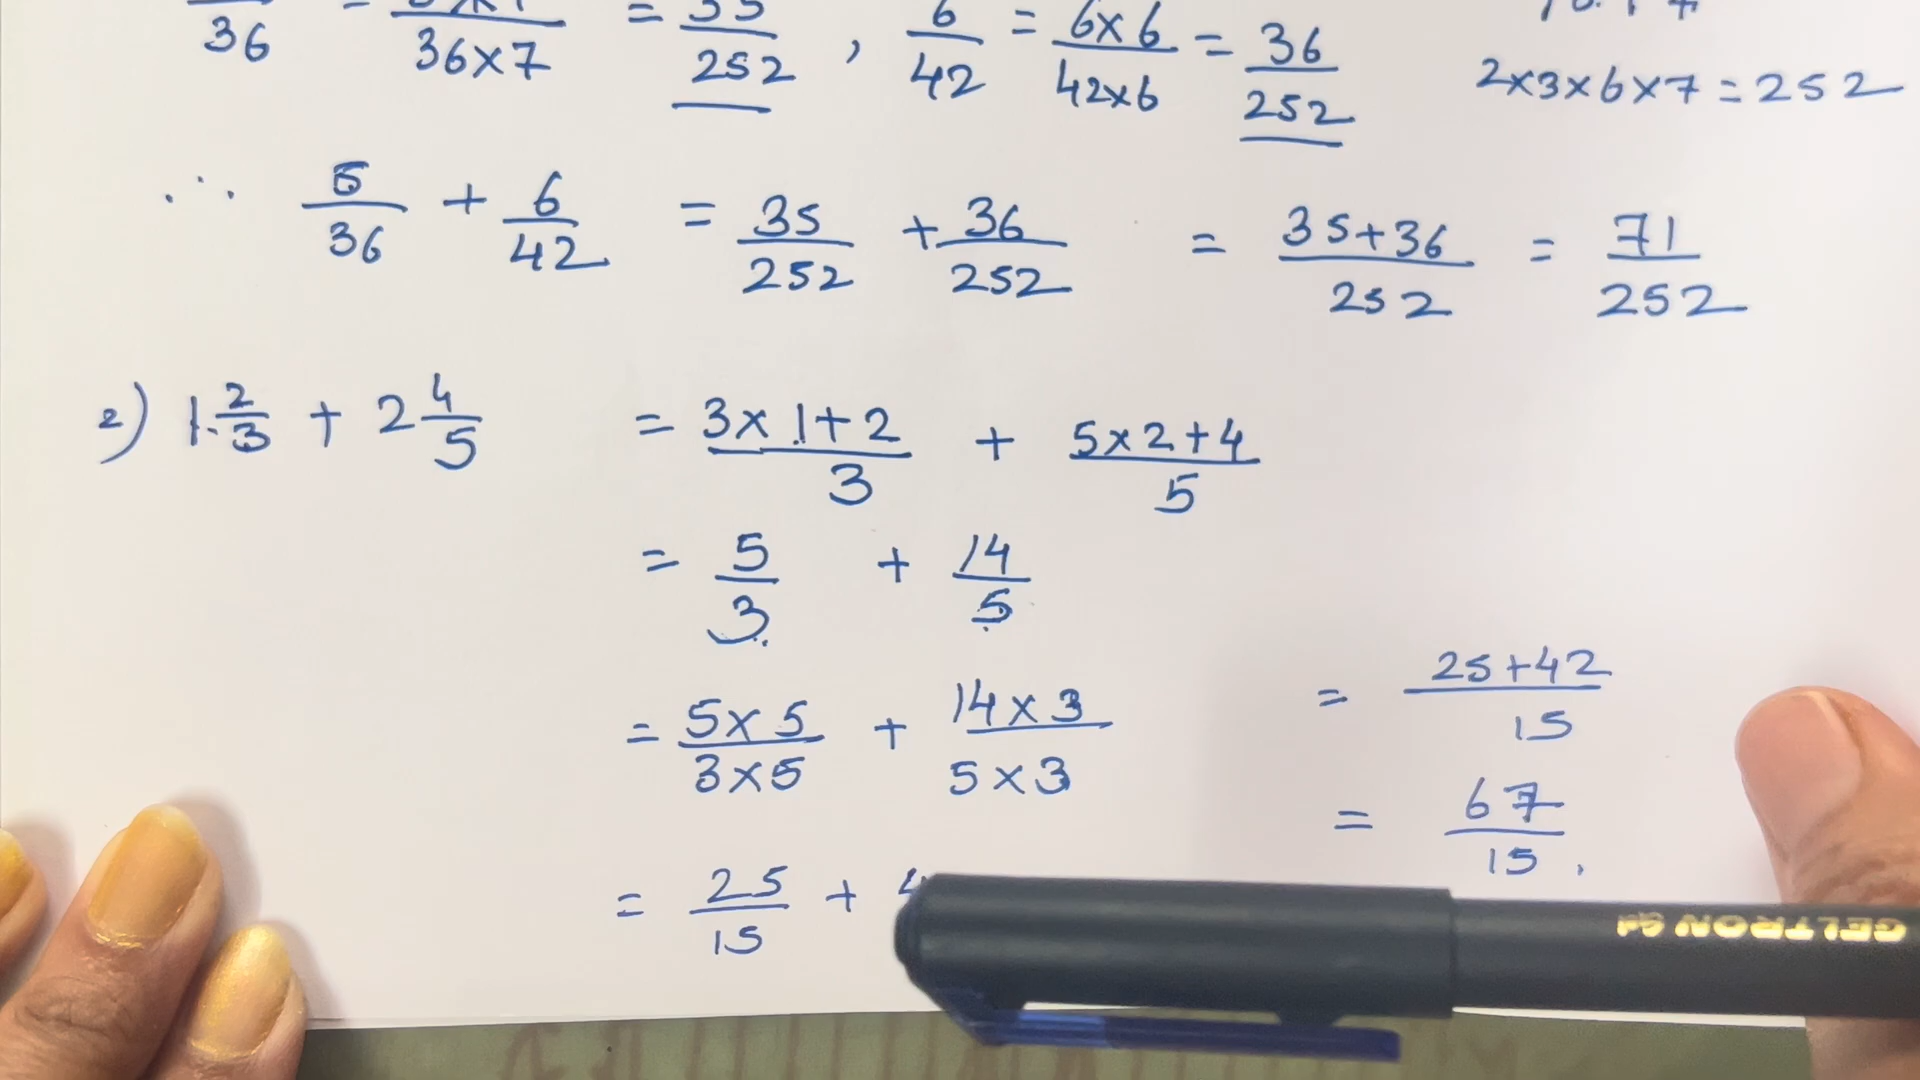 /36 = /36×7 = 35/252 , 6/42 = 6×6/42×6 = 36/252
2×3×6×7=252
∴ 5/36 + 6/42 = 35/252 + 36/252 = 35+36/252 = 71/252
2) 1 2/3 + 2 4/5 = 3×1+2/3 + 5×2+4/5
= 5/3 + 14/5
= 5×5/3×5 + 14×3/5×3
= 25/15 +
= 25+42/15
= 67/15.
GELTRON